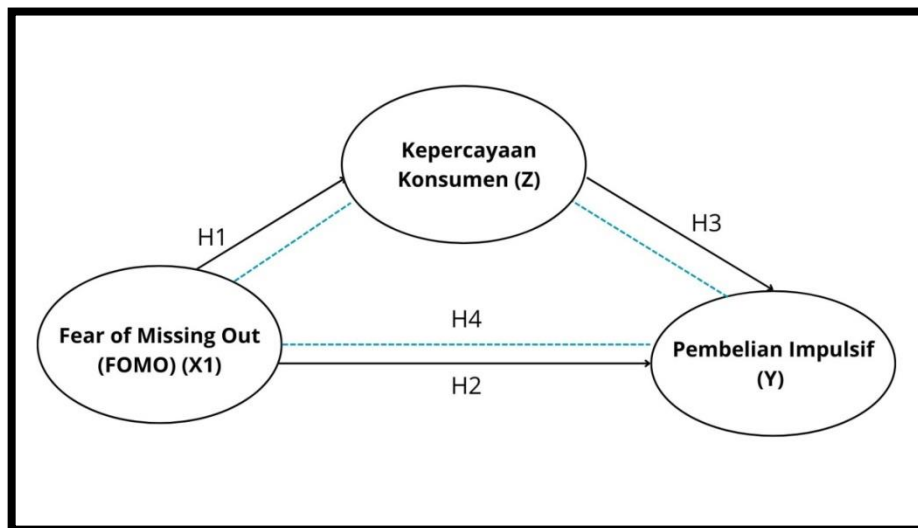 Kepercayaan
Konsumen (Z)
H1
H3
Fear of Missing Out
(FOMO) (X1)
H4
H2
Pembelian Impulsif
(Y)